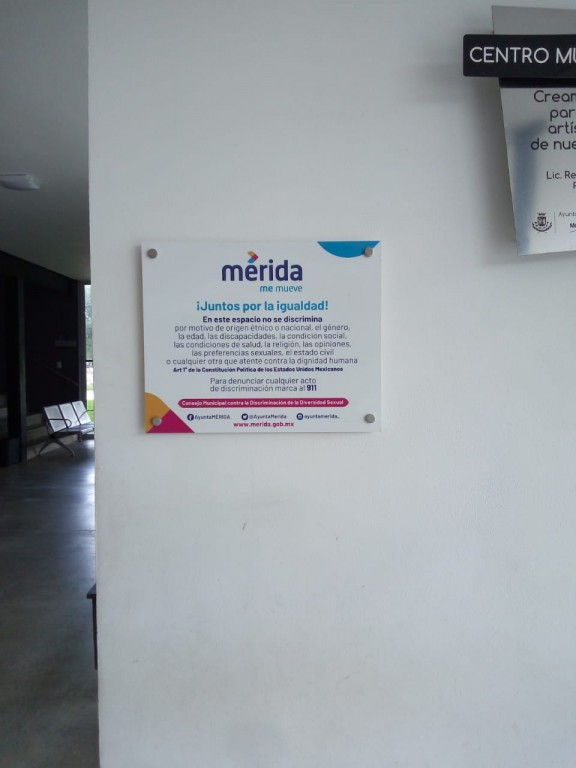 mérida
me mueve
¡Juntos por la igualdad!
En este espacio no se discrimina
por motivo de origen étnico o nacional, el género,
la edad, las discapacidades, la condición social,
las condiciones de salud, la religión, las opiniones,
las preferencias sexuales, el estado civil
o cualquier otra que atente contra la dignidad humana
Art 1° de la Constitución Política de los Estados Unidos Mexicanos
Para denunciar cualquier acto
de discriminación marca al 911
Consejo Municipal contra la Discriminación de la Diversidad Sexual
AyuntaMERIDA @AyuntaMerida ayuntamerida_
www.merida.gob.mx
CENTRO MU
Cream
par
artís
de nue
Lic. Re
Ayunta